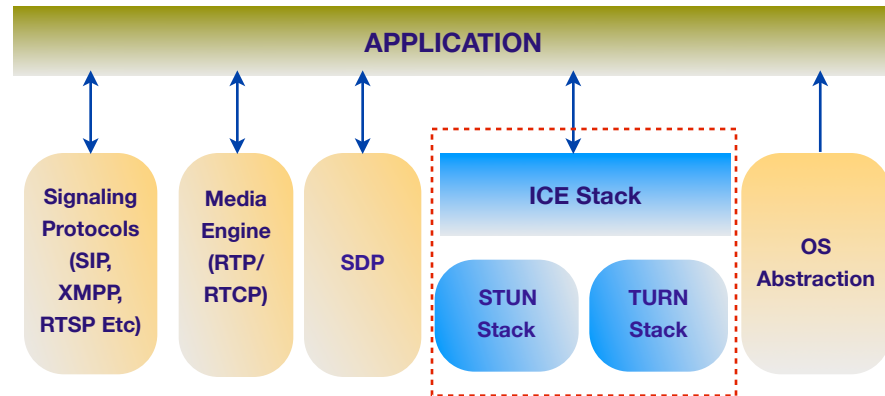 APPLICATION
Signaling
Protocols
(SIP,
XMPP,
RTSP Etc)
Media
Engine
(RTP/
RTCP)
SDP
ICE Stack
STUN
Stack
TURN
Stack
OS
Abstraction